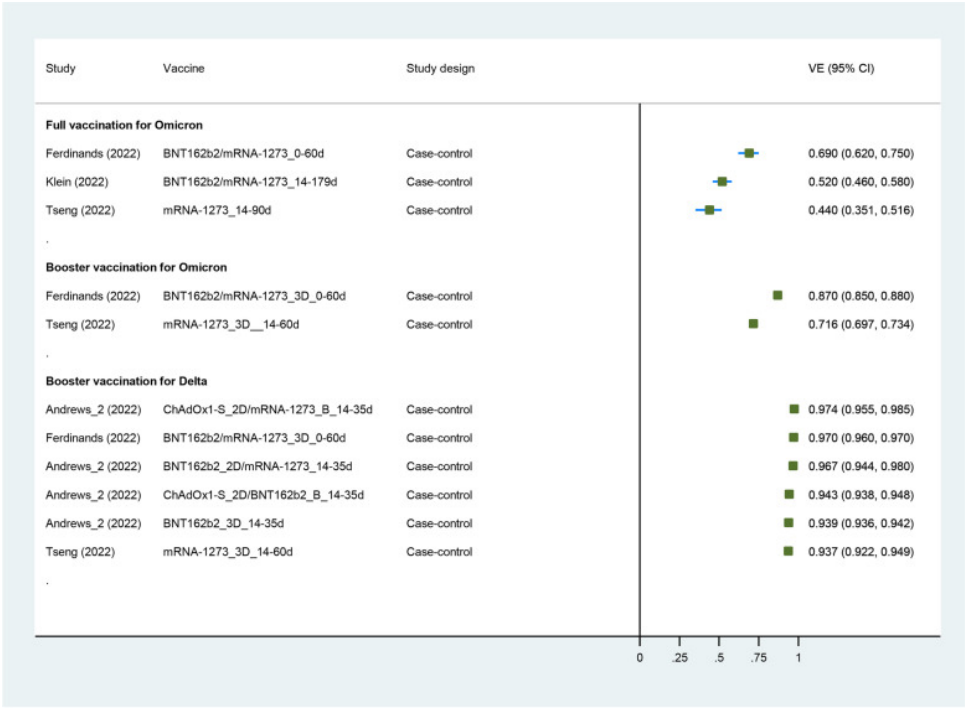 Study Vaccine Study design VE (95% CI)
Full vaccination for Omicron
Ferdinands (2022) BNT162b2/mRNA-1273_0-60d Case-control 0.690 (0.620, 0.750)
Klein (2022) BNT162b2/mRNA-1273_14-179d Case-control 0.520 (0.460, 0.580)
Tseng (2022) mRNA-1273_14-90d Case-control 0.440 (0.351, 0.516)
.
Booster vaccination for Omicron
Ferdinands (2022) BNT162b2/mRNA-1273_3D_0-60d Case-control 0.870 (0.850, 0.880)
Tseng (2022) mRNA-1273_3D__14-60d Case-control 0.716 (0.697, 0.734)
.
Booster vaccination for Delta
Andrews_2 (2022) ChAdOx1-S_2D/mRNA-1273_B_14-35d Case-control 0.974 (0.955, 0.985)
Ferdinands (2022) BNT162b2/mRNA-1273_3D_0-60d Case-control 0.970 (0.960, 0.970)
Andrews_2 (2022) BNT162b2_2D/mRNA-1273_14-35d Case-control 0.967 (0.944, 0.980)
Andrews_2 (2022) ChAdOx1-S_2D/BNT162b2_B_14-35d Case-control 0.943 (0.938, 0.948)
Andrews_2 (2022) BNT162b2_3D_14-35d Case-control 0.939 (0.936, 0.942)
Tseng (2022) mRNA-1273_3D_14-60d Case-control 0.937 (0.922, 0.949)
.
0 .25 .5 .75 1